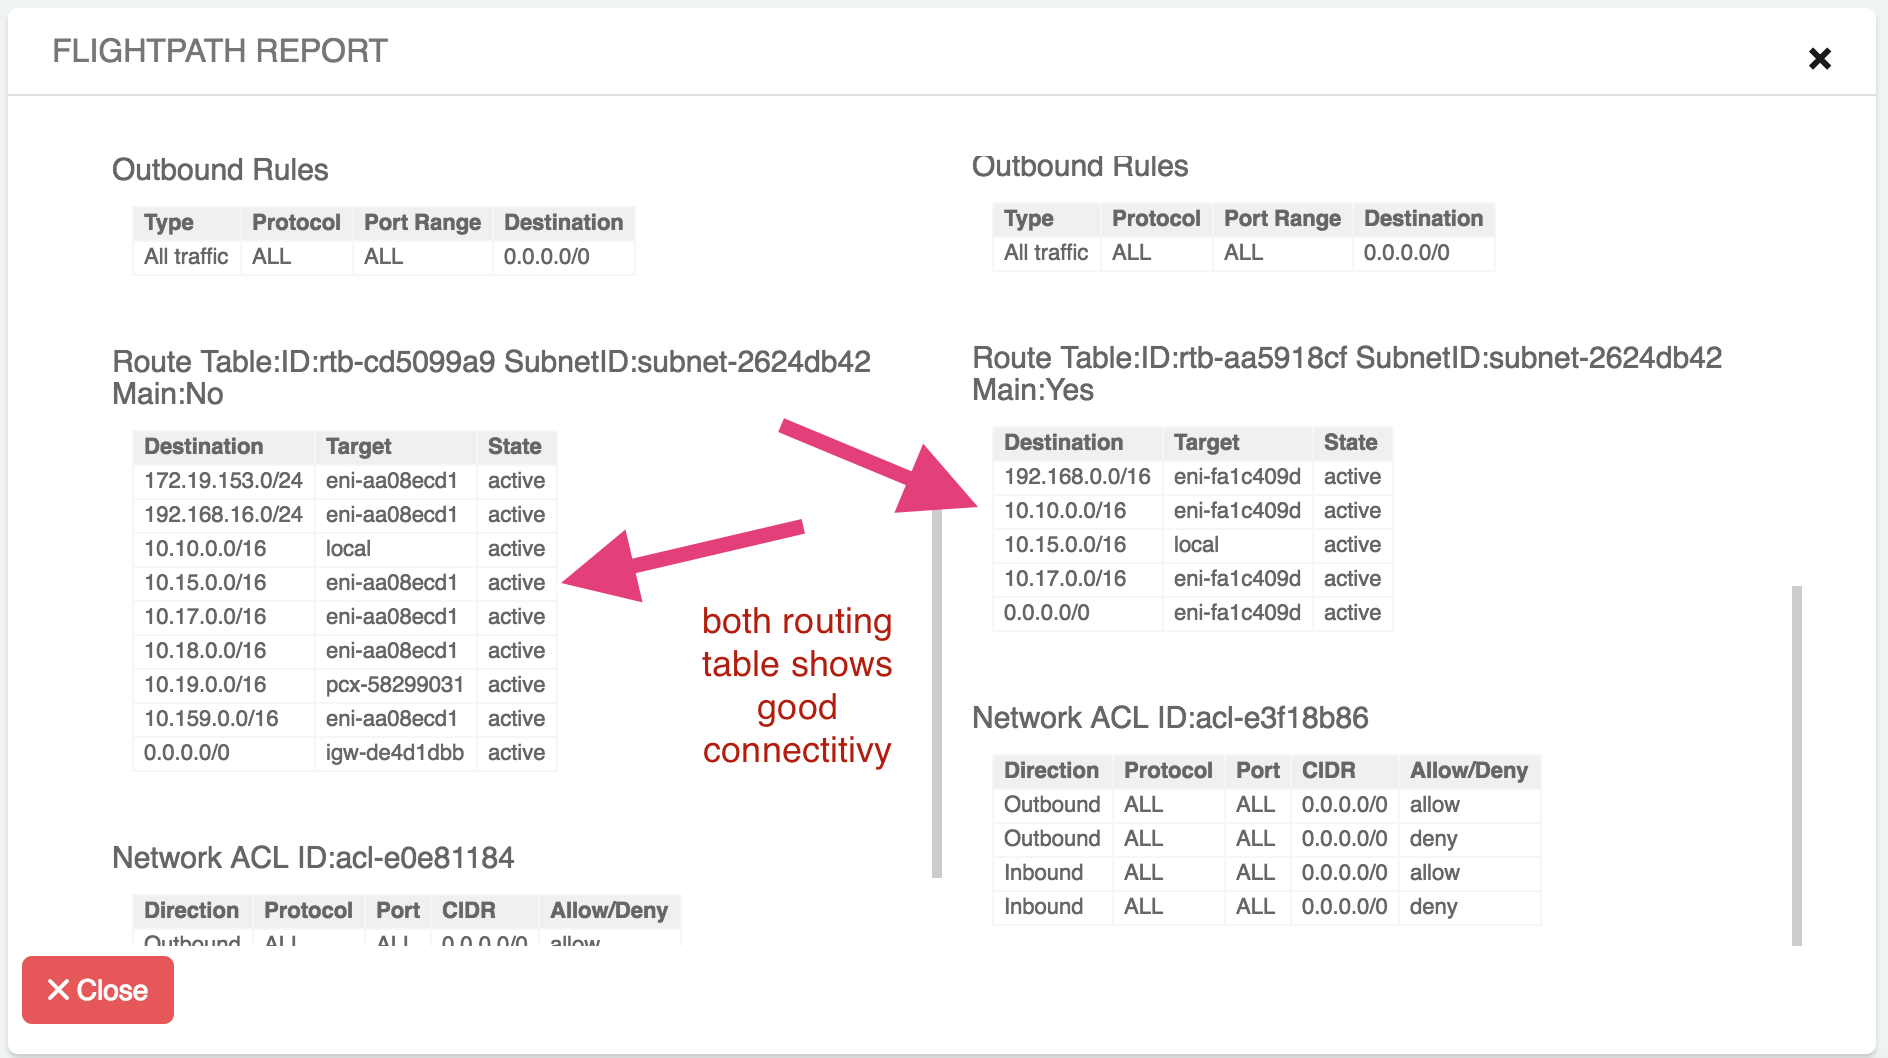 FLIGHTPATH REPORT
Outbound Rules
Type Protocol Port Range Destination
All traffic ALL ALL 0.0.0.0/0
Route Table:ID:rtb-cd5099a9 SubnetID:subnet-2624db42
Main:No
Destination Target State
172.19.153.0/24 eni-aa08ecd1 active
192.168.16.0/24 eni-aa08ecd1 active
10.10.0.0/16 local active
10.15.0.0/16 eni-aa08ecd1 active
10.17.0.0/16 eni-aa08ecd1 active
10.18.0.0/16 eni-aa08ecd1 active
10.19.0.0/16 pcx-58299031 active
10.159.0.0/16 eni-aa08ecd1 active
0.0.0.0/0 igw-de4d1dbb active
Network ACL ID:acl-e0e81184
Direction Protocol Port CIDR Allow/Deny
Outbound ALL ALL 0.0.0.0/0 allow
both routing
table shows
good
connectitivy
Outbound Rules
Type Protocol Port Range Destination
All traffic ALL ALL 0.0.0.0/0
Route Table:ID:rtb-aa5918cf SubnetID:subnet-2624db42
Main:Yes
Destination Target State
192.168.0.0/16 eni-fa1c409d active
10.10.0.0/16 eni-fa1c409d active
10.15.0.0/16 local active
10.17.0.0/16 eni-fa1c409d active
0.0.0.0/0 eni-fa1c409d active
Network ACL ID:acl-e3f18b86
Direction Protocol Port CIDR Allow/Deny
Outbound ALL ALL 0.0.0.0/0 allow
Outbound ALL ALL 0.0.0.0/0 deny
Inbound ALL ALL 0.0.0.0/0 allow
Inbound ALL ALL 0.0.0.0/0 deny
Close